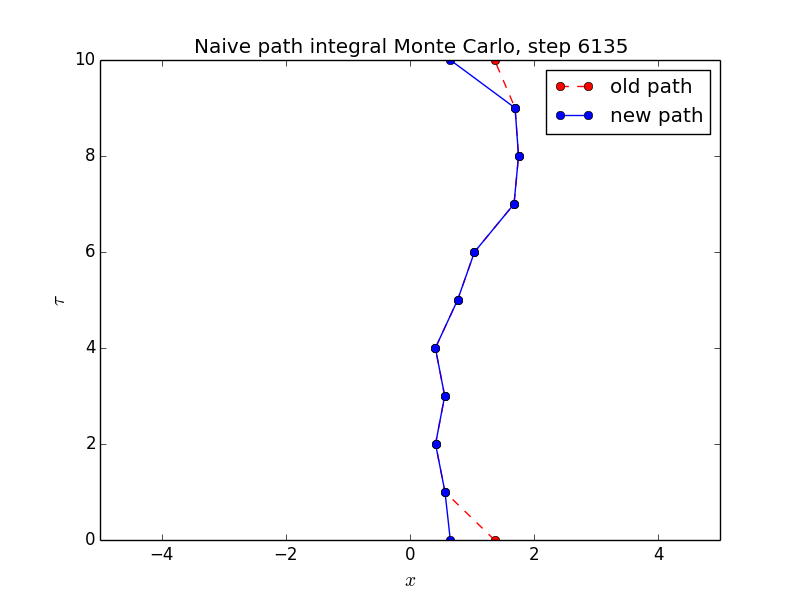 Naive path integral Monte Carlo, step 6135
10
8
6
4
2
0
τ
old path
new path
−4
−2
0
2
4
x